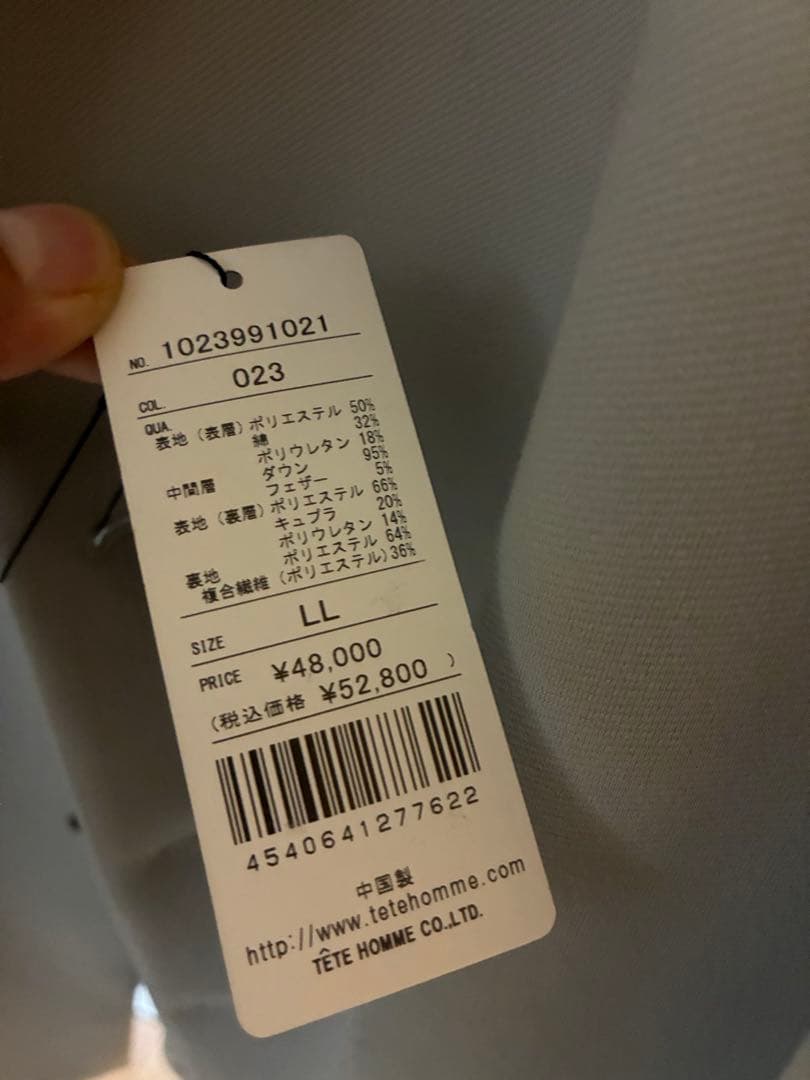 NO. 1023991021
COL. 023
QUA.
表地（表層）ポリエステル 50%
綿 32%
ポリウレタン 18%
中間層 ダウン 95%
フェザー 5%
表地（裏層）ポリエステル 66%
キュプラ 20%
ポリウレタン 14%
裏地 ポリエステル 64%
複合繊維（ポリエステル）36%
SIZE LL
PRICE ¥48,000
(税込価格 ¥52,800 )
4540641277622
中国製
http://www.tetehomme.com
TÊTE HOMME CO.,LTD.